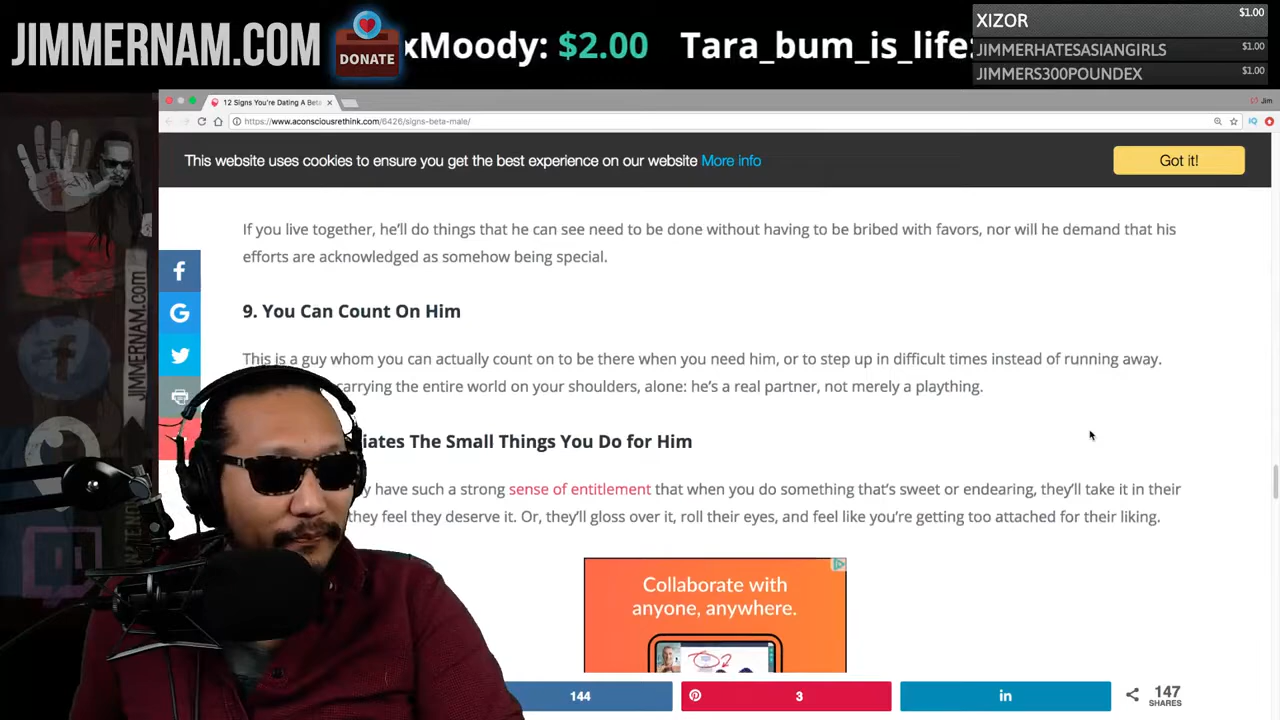 JIMMERNAM.COM
DONATE
xMoody: $2.00 Tara_bum_is_life:
XIZOR $1.00
JIMMERHATESASIANGIRLS $1.00
JIMMERS300POUNDEX $1.00
12 Signs You're Dating A Beta
Jim
https://www.aconsciousrethink.com/6426/signs-beta-male/
This website uses cookies to ensure you get the best experience on our website More info
Got it!
If you live together, he'll do things that he can see need to be done without having to be bribed with favors, nor will he demand that his
efforts are acknowledged as somehow being special.
9. You Can Count On Him
This is a guy whom you can actually count on to be there when you need him, or to step up in difficult times instead of running away.
carrying the entire world on your shoulders, alone: he's a real partner, not merely a plaything.
iates The Small Things You Do for Him
y have such a strong sense of entitlement that when you do something that's sweet or endearing, they'll take it in their
they feel they deserve it. Or, they'll gloss over it, roll their eyes, and feel like you're getting too attached for their liking.
Collaborate with
anyone, anywhere.
144
3
147
SHARES
JIMMERNAM.COM